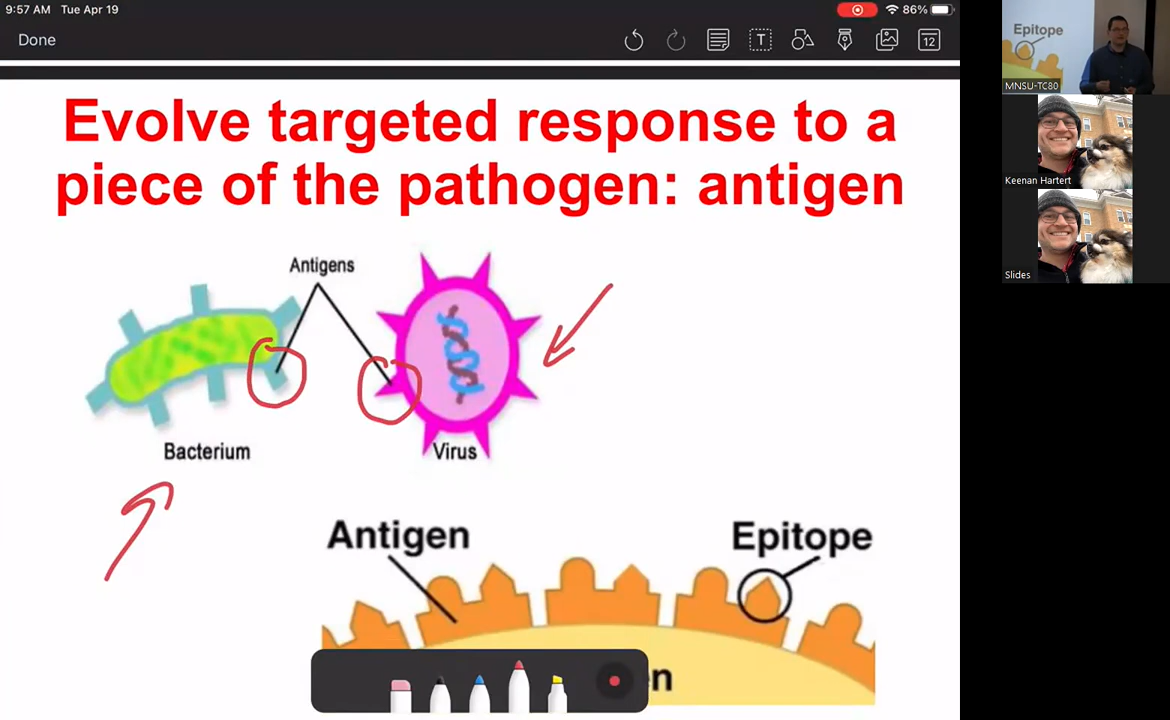 9:57 AM Tue Apr 19
86%
Done
T
12
Evolve targeted response to a
piece of the pathogen: antigen
Antigens
Bacterium
Virus
Antigen
Epitope
n
Epitope
MNSU-TC80
Keenan Hartert
Slides